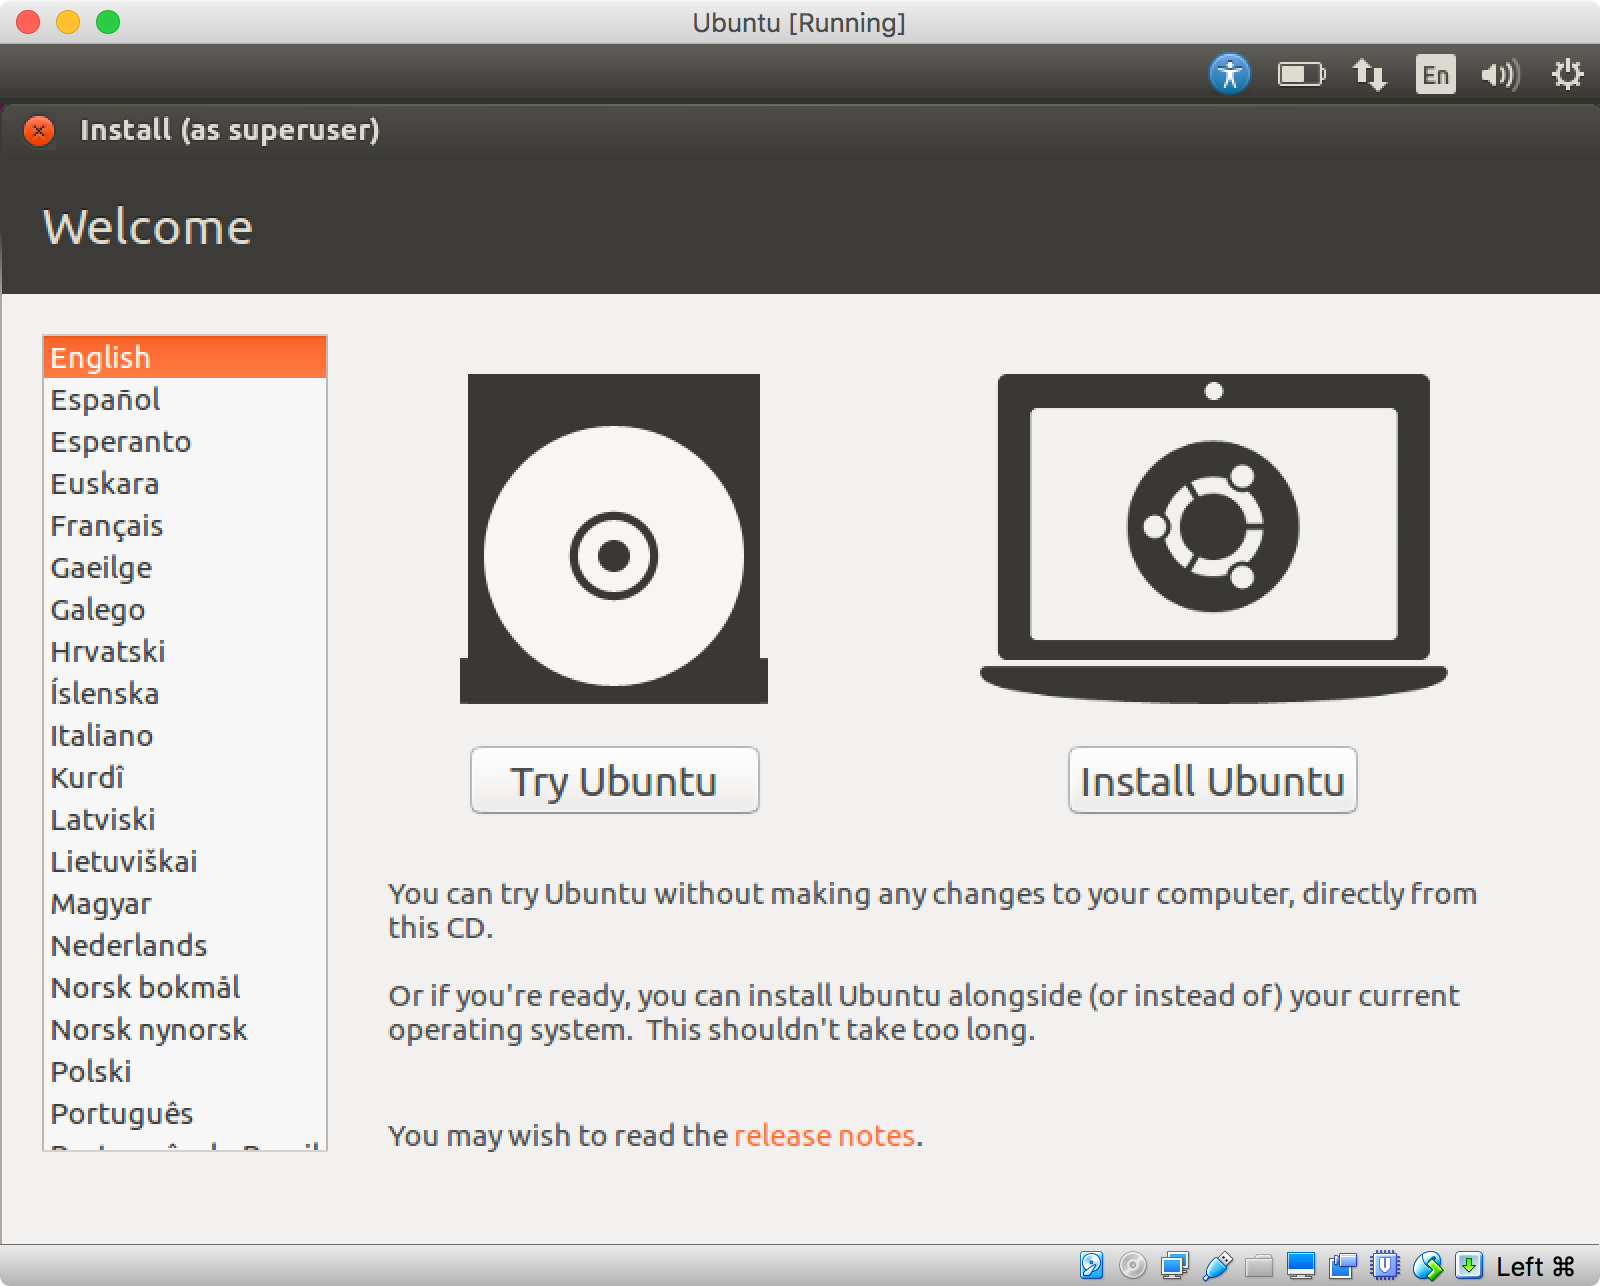 Ubuntu [Running]
En
Install (as superuser)
Welcome
English
Español
Esperanto
Euskara
Français
Gaeilge
Galego
Hrvatski
Íslenska
Italiano
Kurdî
Latviski
Lietuviškai
Magyar
Nederlands
Norsk bokmål
Norsk nynorsk
Polski
Português
Try Ubuntu
Install Ubuntu
You can try Ubuntu without making any changes to your computer, directly from
this CD.
Or if you're ready, you can install Ubuntu alongside (or instead of) your current
operating system.  This shouldn't take too long.
You may wish to read the release notes.
Left ⌘